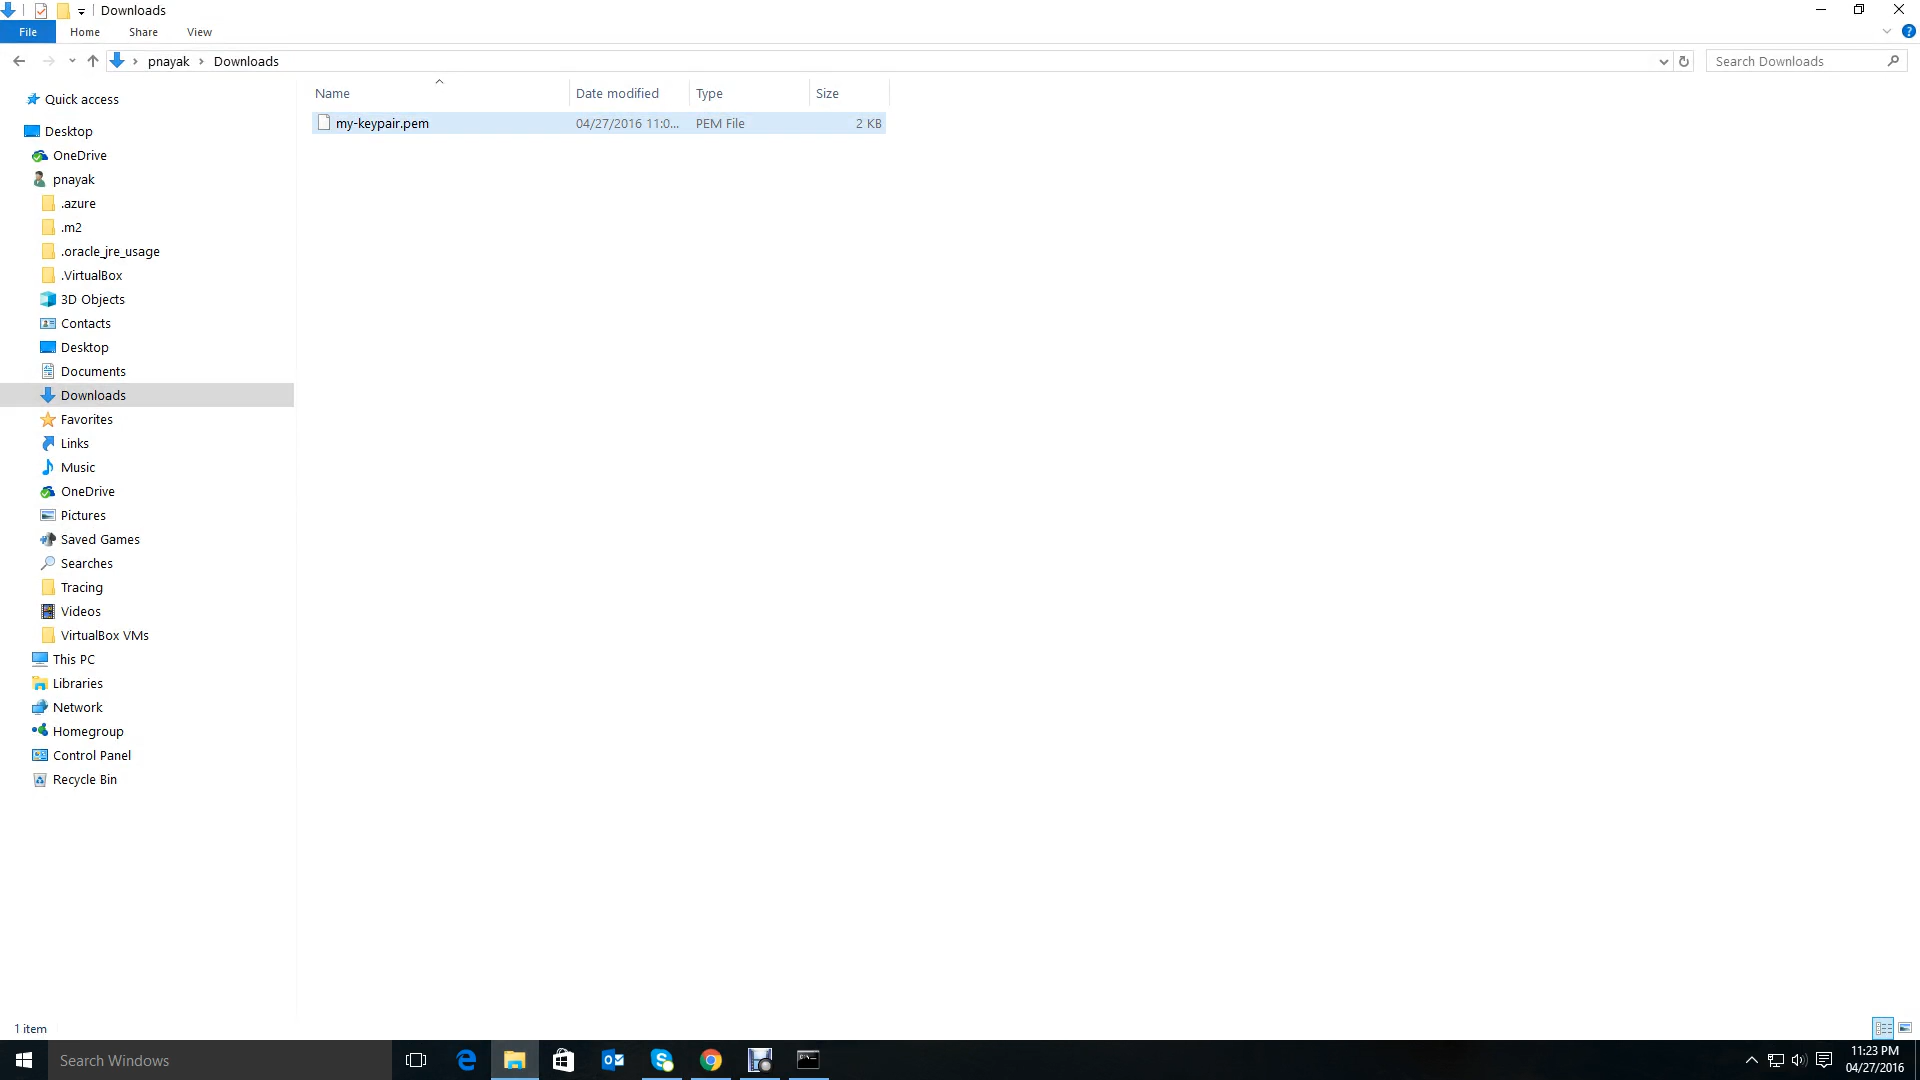 Downloads
File Home Share View
pnayak Downloads
Search Downloads
Name Date modified Type Size
my-keypair.pem 04/27/2016 11:0... PEM File 2 KB
Quick access
Desktop
OneDrive
pnayak
.azure
.m2
.oracle_jre_usage
.VirtualBox
3D Objects
Contacts
Desktop
Documents
Downloads
Favorites
Links
Music
OneDrive
Pictures
Saved Games
Searches
Tracing
Videos
VirtualBox VMs
This PC
Libraries
Network
Homegroup
Control Panel
Recycle Bin
1 item
Search Windows
11:23 PM
04/27/2016